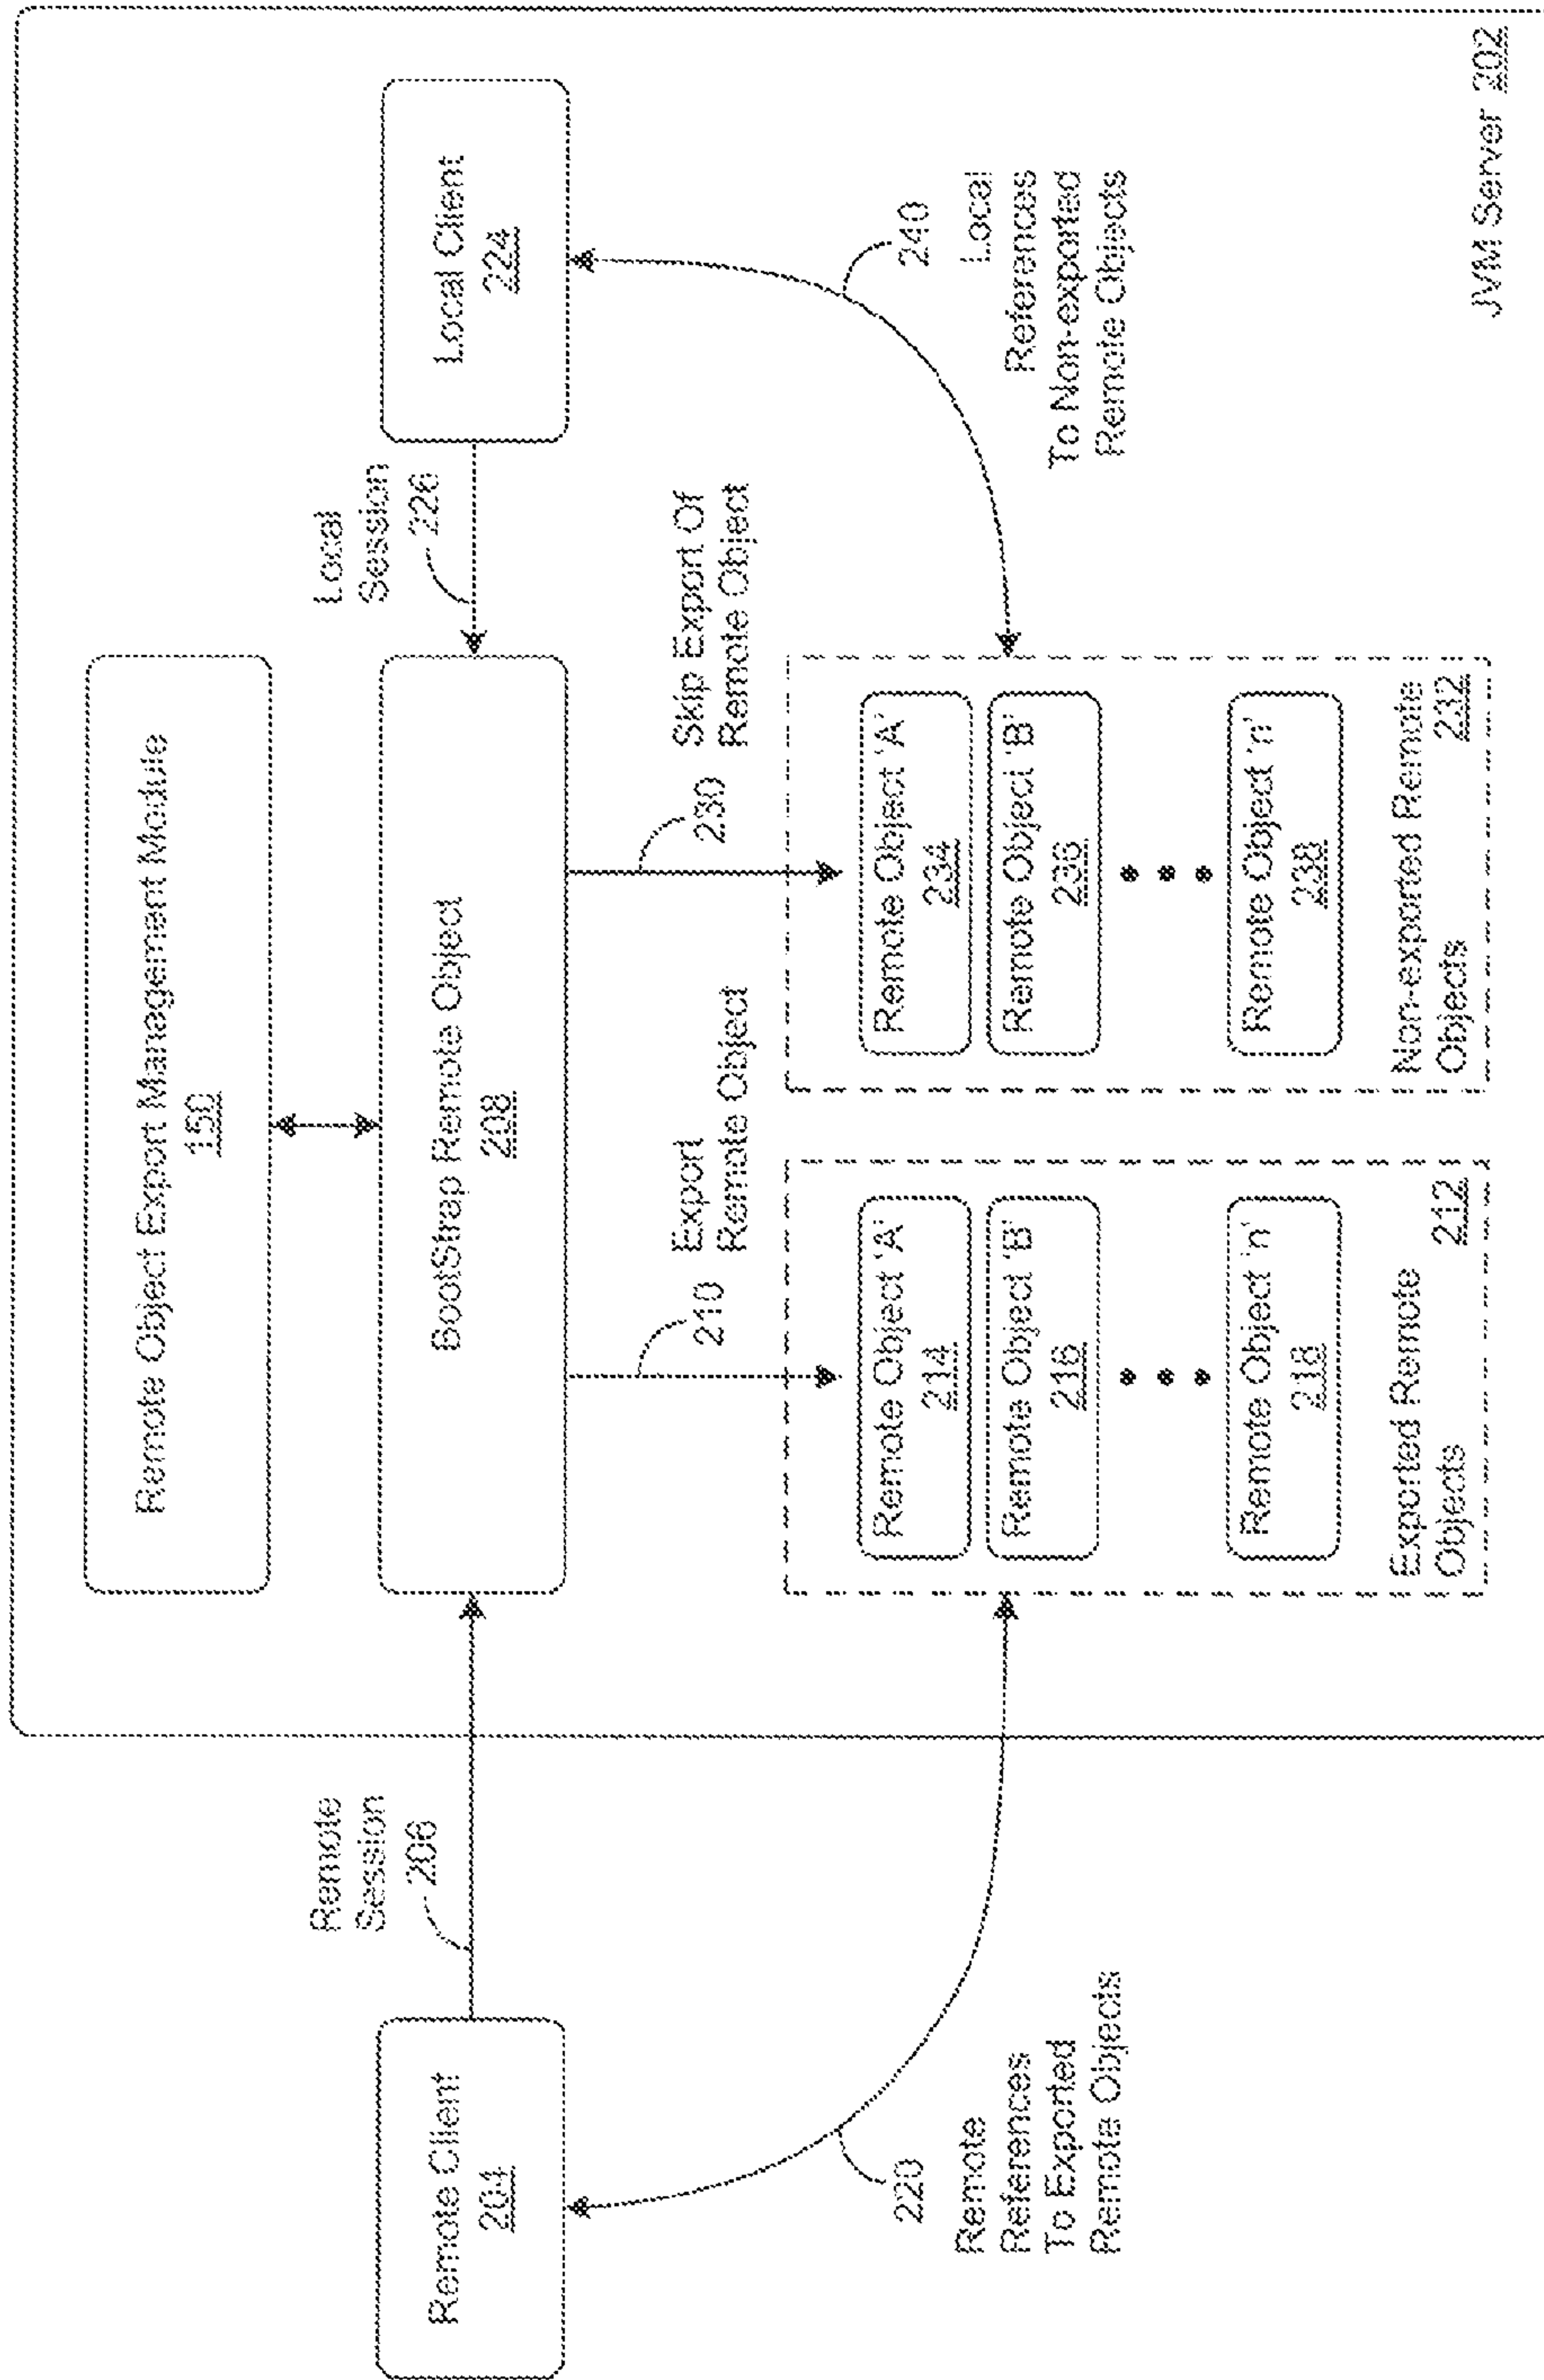 Remote Object Export Management Module
150
Remote Client
204
Remote
Session
206
BootStrap Remote Object
208
Local
Session
226
Local Client
224
210
Export
Remote Object
230
Skip Export Of
Remote Object
220
Remote
References
To Exported
Remote Objects
Remote Object 'A'
214
Remote Object 'B'
216
Remote Object 'n'
218
Exported Remote
Objects
212
Remote Object 'A'
234
Remote Object 'B'
236
Remote Object 'n'
238
Non-exported Remote
Objects
232
240
Local
References
To Non-exported
Remote Objects
JVM Server 202